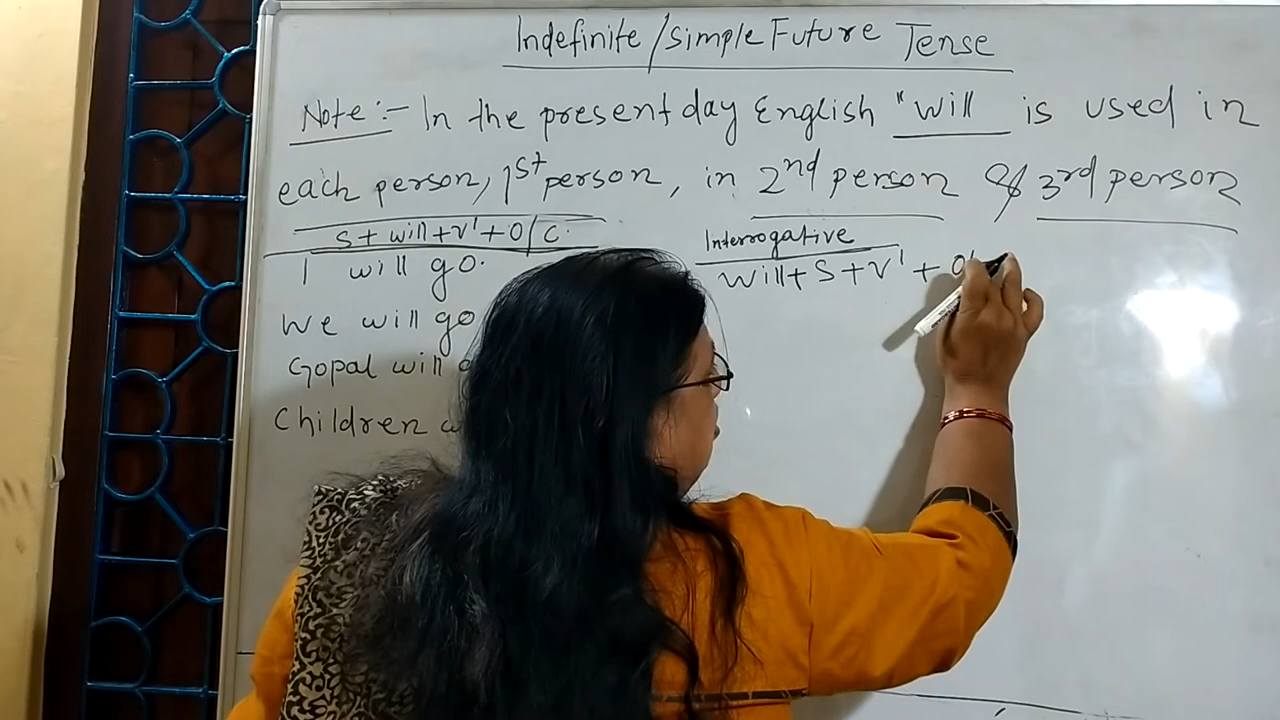 Indefinite/Simple Future Tense
Note:- In the present day English "will is used in
each person, 1st person, in 2nd person & 3rd person
S + will + V' + O/C.
I will go.
We will go
Gopal will
Children
Interrogative
Will + S + V' + O